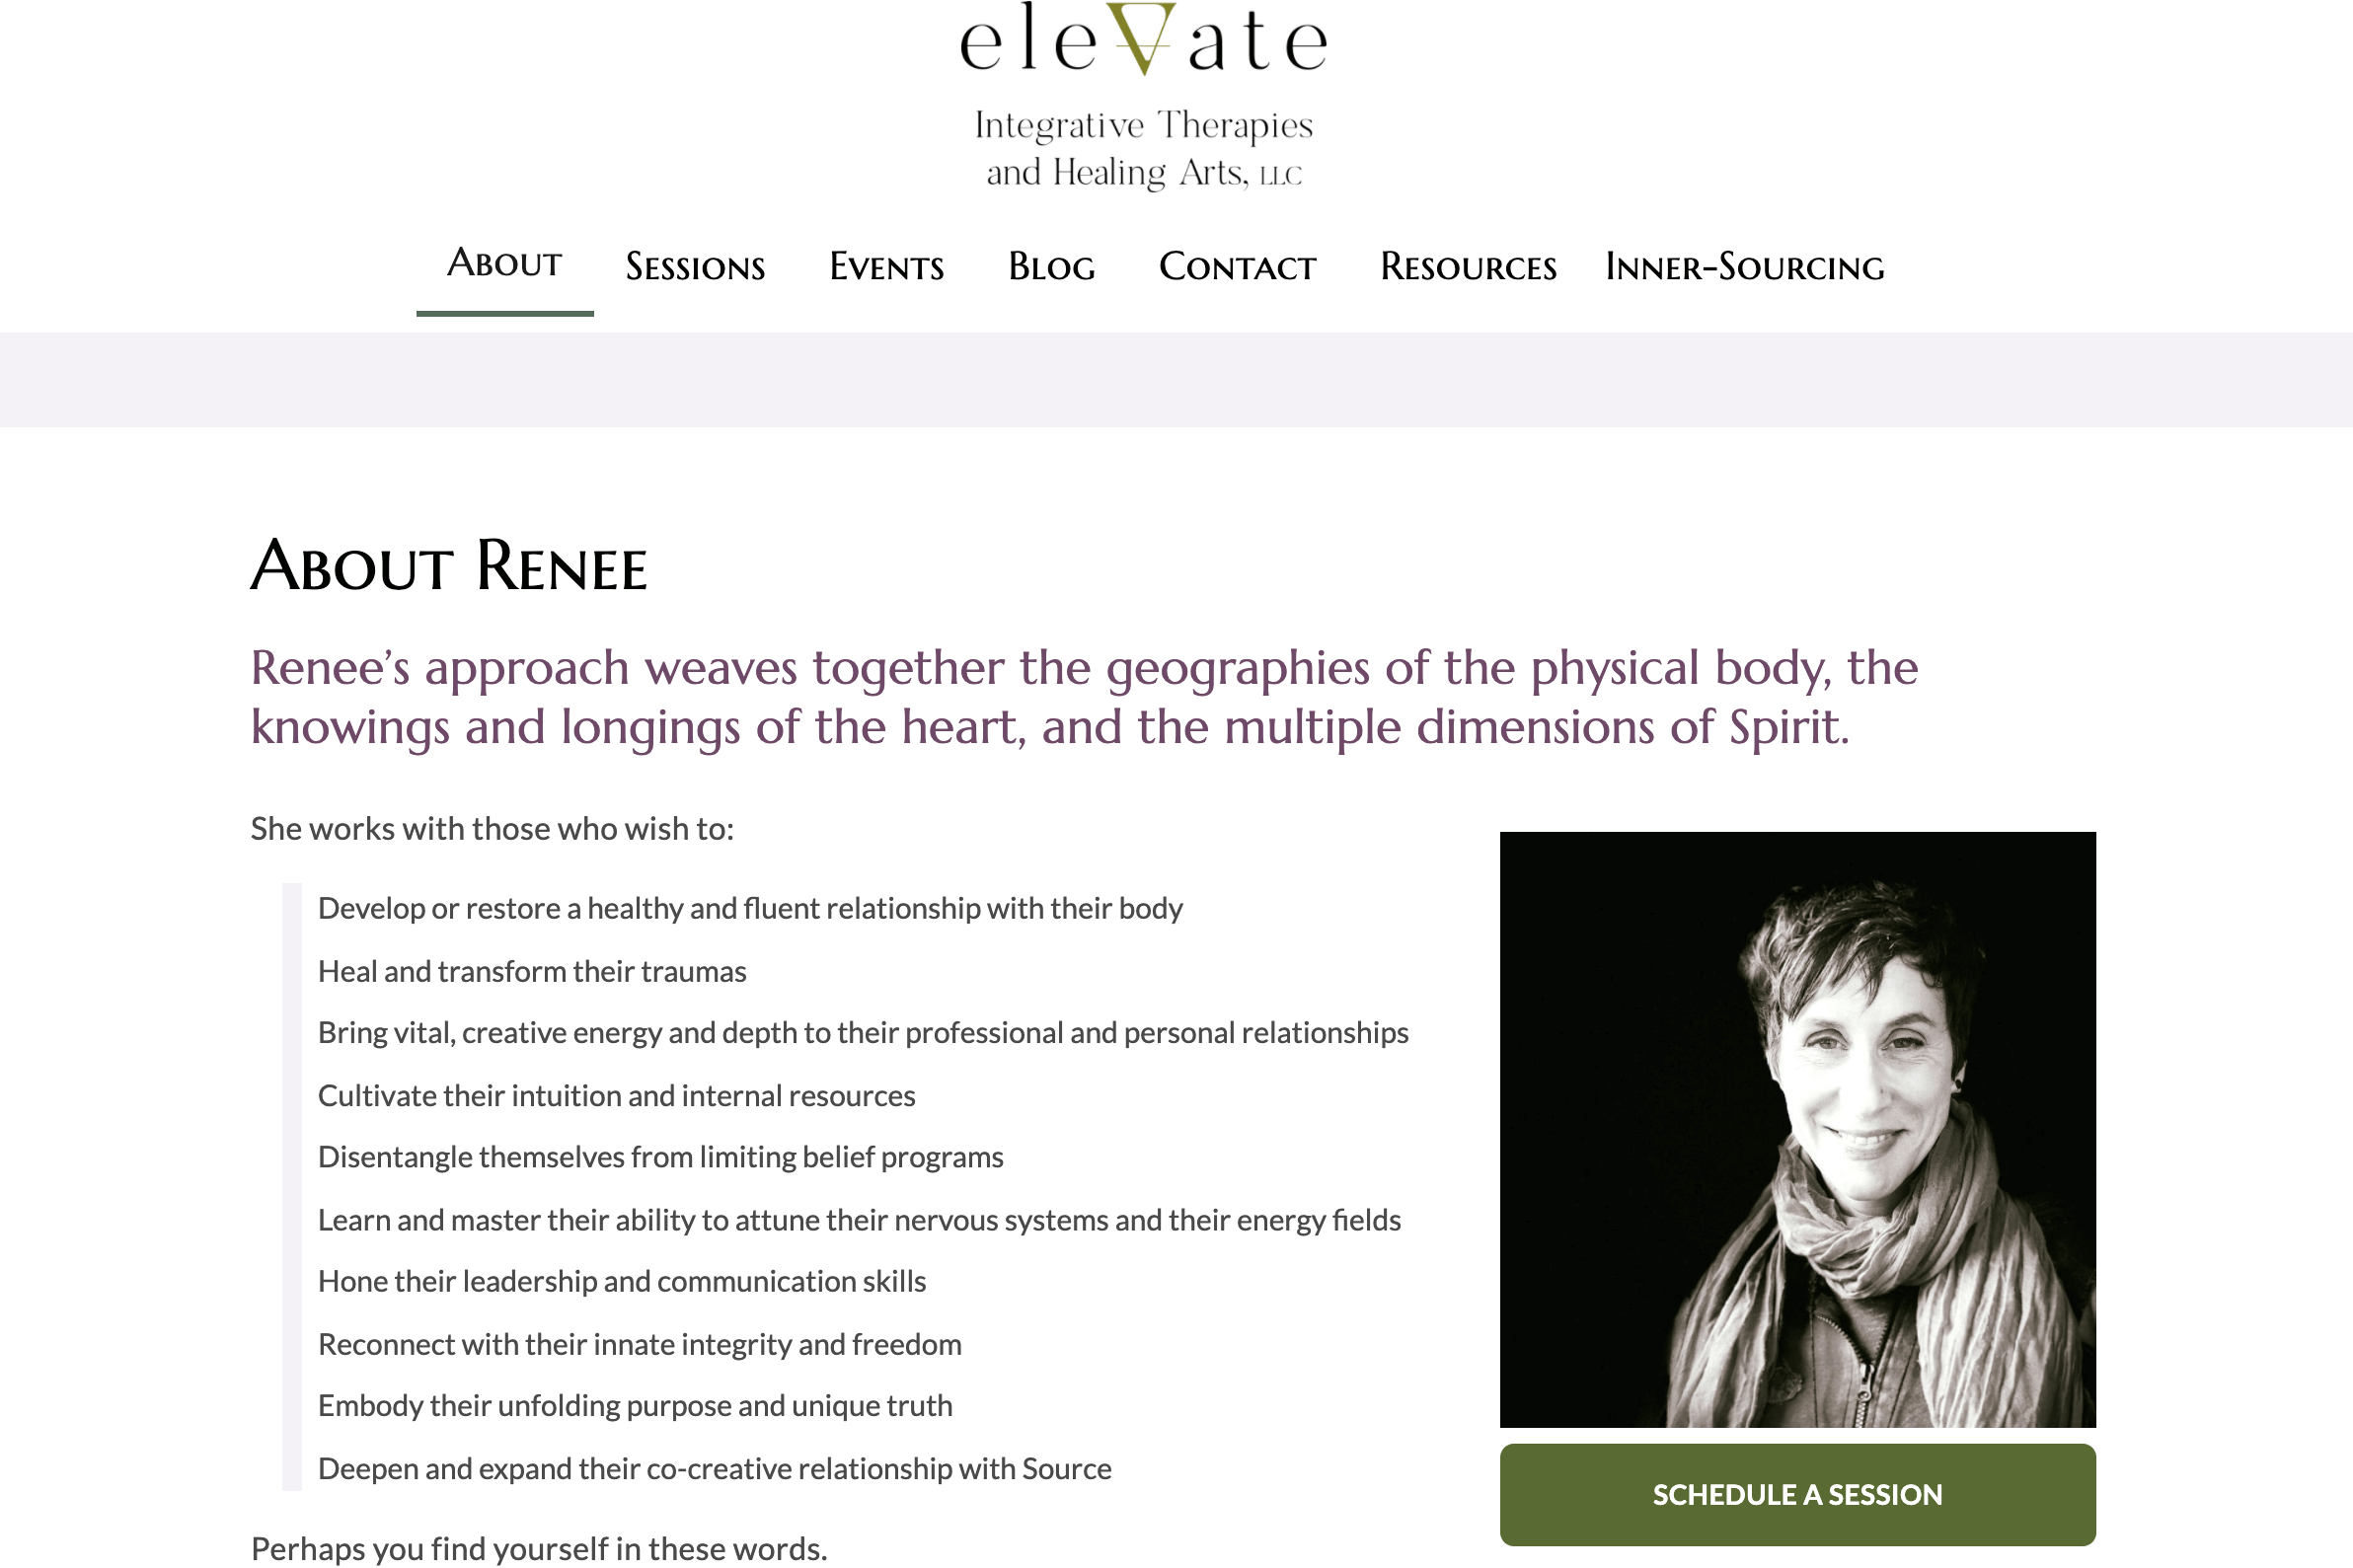 elevate
Integrative Therapies
and Healing Arts, LLC
About
Sessions
Events
Blog
Contact
Resources
Inner-Sourcing
About Renee
Renee’s approach weaves together the geographies of the physical body, the
knowings and longings of the heart, and the multiple dimensions of Spirit.
She works with those who wish to:
Develop or restore a healthy and fluent relationship with their body
Heal and transform their traumas
Bring vital, creative energy and depth to their professional and personal relationships
Cultivate their intuition and internal resources
Disentangle themselves from limiting belief programs
Learn and master their ability to attune their nervous systems and their energy fields
Hone their leadership and communication skills
Reconnect with their innate integrity and freedom
Embody their unfolding purpose and unique truth
Deepen and expand their co-creative relationship with Source
SCHEDULE A SESSION
Perhaps you find yourself in these words.